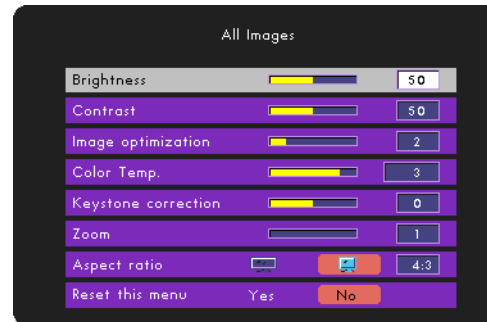 All Images
Brightness 50
Contrast 50
Image optimization 2
Color Temp. 3
Keystone correction 0
Zoom 1
Aspect ratio 4:3
Reset this menu Yes No